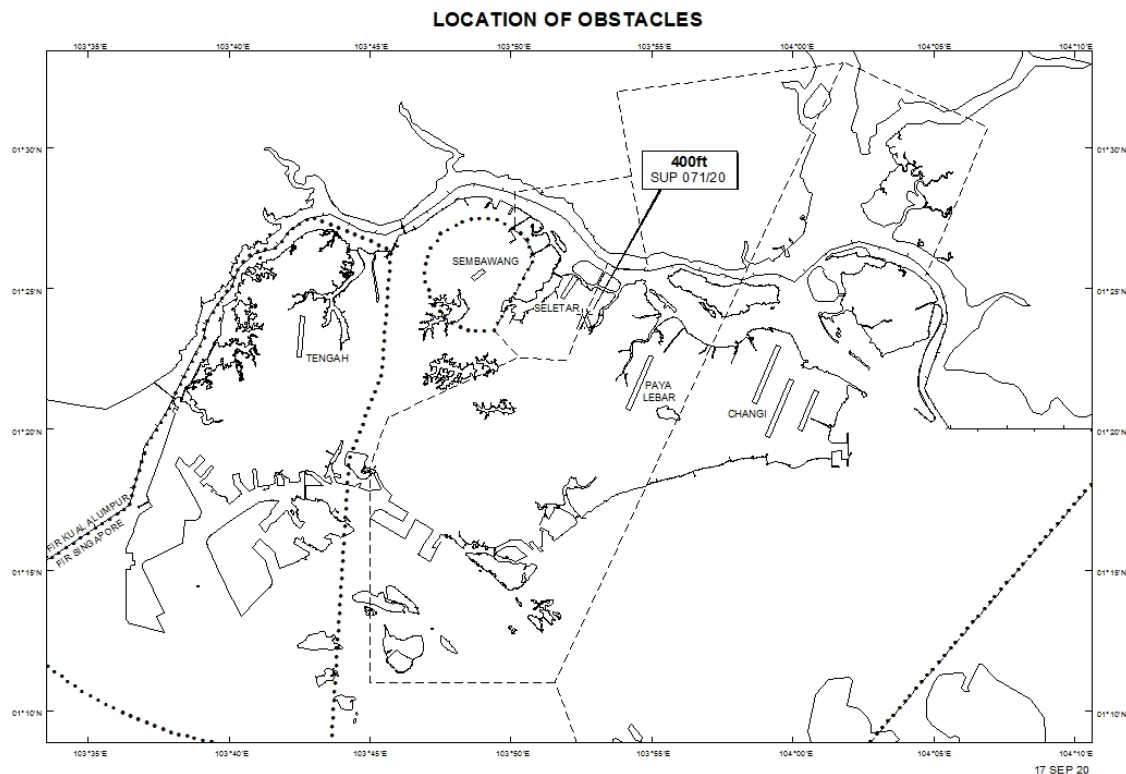 LOCATION OF OBSTACLES
103°35'E
103°40'E
103°45'E
103°50'E
103°55'E
104°00'E
104°05'E
104°10'E
01°30'N
01°30'N
400ft
SUP 071/20
SEMBAWANG
01°25'N
01°25'N
SELETAR
TENGAH
PAYA
LEBAR
CHANGI
01°20'N
01°20'N
FIR KUALA LUMPUR
FIR SINGAPORE
01°15'N
01°15'N
01°10'N
01°10'N
103°35'E
103°40'E
103°45'E
103°50'E
103°55'E
104°00'E
104°05'E
104°10'E
17 SEP 20